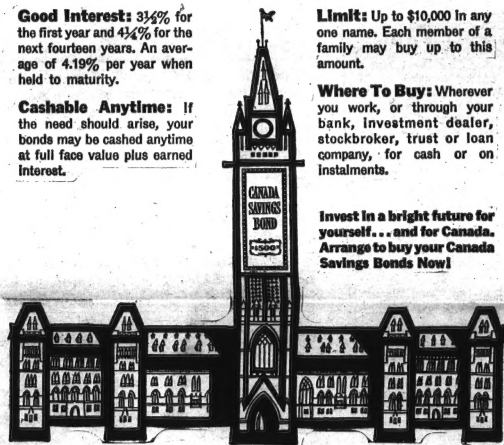 Good Interest: 3½% for
the first year and 4¼% for the
next fourteen years. An aver-
age of 4.19% per year when
held to maturity.
Cashable Anytime: If
the need should arise, your
bonds may be cashed anytime
at full face value plus earned
Interest.
Limit: Up to $10,000 in any
one name. Each member of a
family may buy up to this
amount.
Where To Buy: Wherever
you work, or through your
bank, investment dealer,
stockbroker, trust or loan
company, for cash or on
instalments.
Invest in a bright future for
yourself...and for Canada.
Arrange to buy your Canada
Savings Bonds Now!
CANADA
SAVINGS
BOND
$500